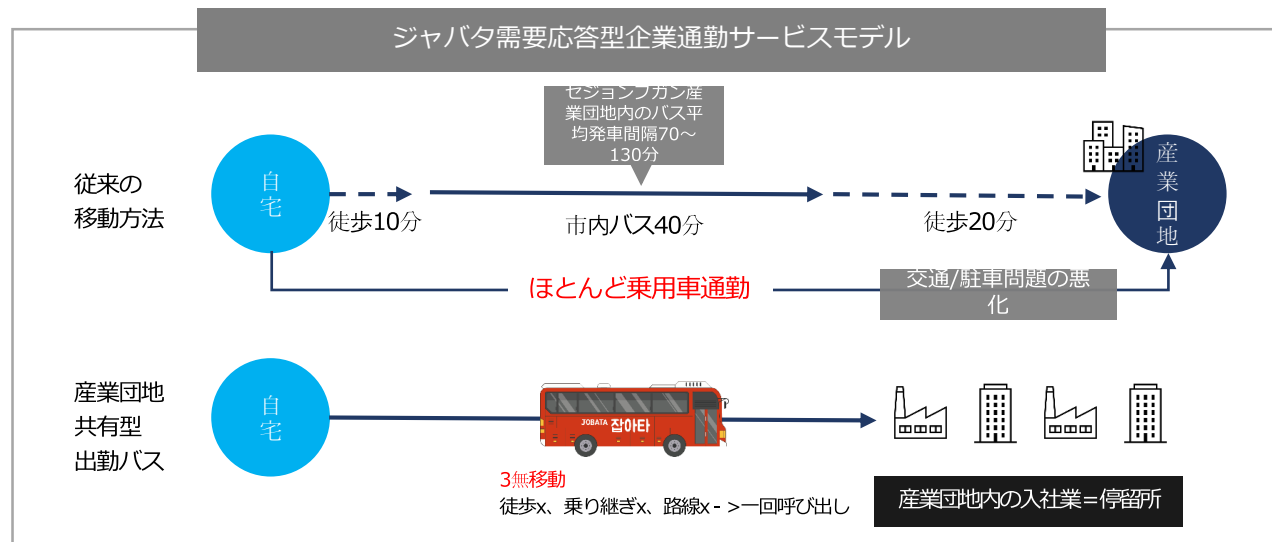 ジャバタ需要応答型企業通勤サービスモデル
セジョンブガン産
業団地内のバス平
均発車間隔70～
130分
従来の
移動方法
自
宅
徒歩10分
市内バス40分
徒歩20分
産
業
団
地
ほとんど乗用車通勤
交通/駐車問題の悪
化
産業団地
共有型
出勤バス
自
宅
JOBATA 잡아타
3無移動
徒歩x、乗り継ぎx、路線x - >一回呼び出し
産業団地内の入社業＝停留所